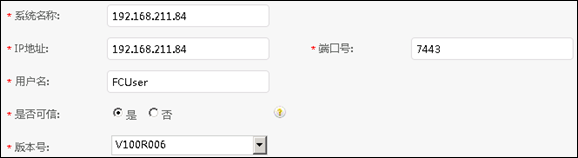 * 系统名称: 192.168.211.84
* IP地址: 192.168.211.84 * 端口号: 7443
* 用户名: FCUser
* 是否可信: 是 否 ?
* 版本号: V100R006